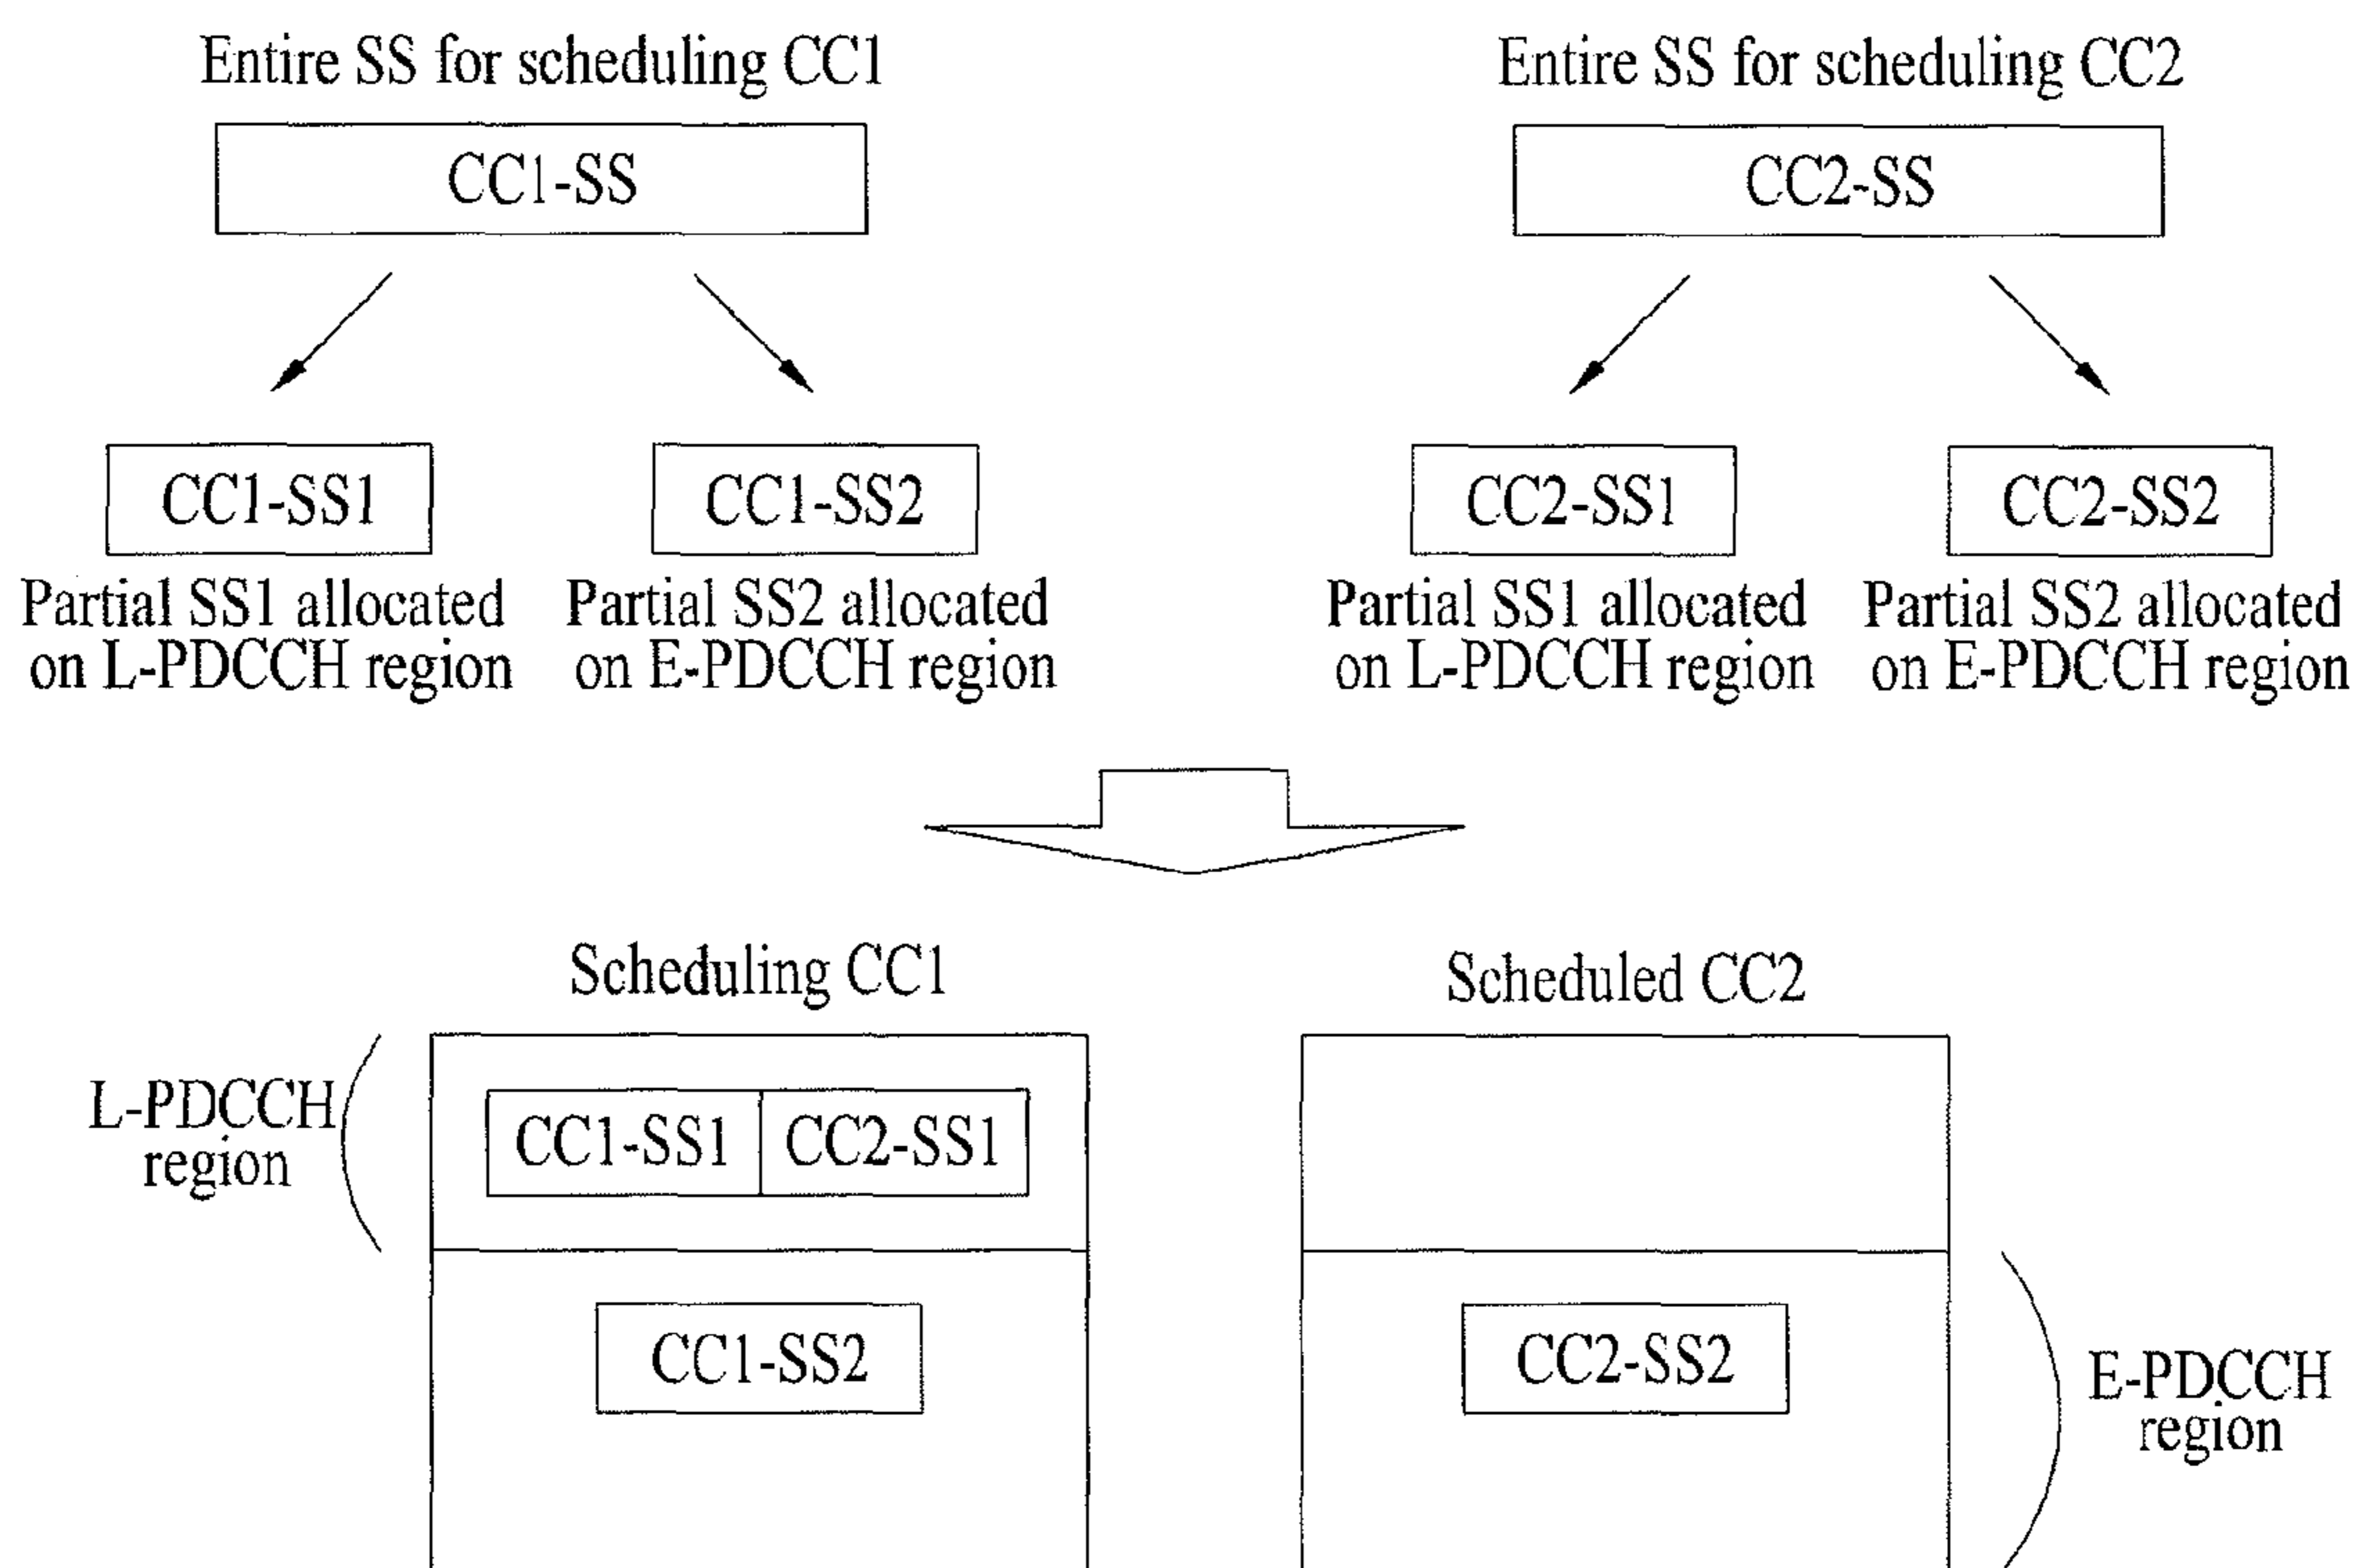 Entire SS for scheduling CC1
Entire SS for scheduling CC2
CC1-SS
CC2-SS
CC1-SS1
CC1-SS2
CC2-SS1
CC2-SS2
Partial SS1 allocated
on L-PDCCH region
Partial SS2 allocated
on E-PDCCH region
Partial SS1 allocated
on L-PDCCH region
Partial SS2 allocated
on E-PDCCH region
Scheduling CC1
Scheduled CC2
L-PDCCH
region
CC1-SS1
CC2-SS1
CC1-SS2
CC2-SS2
E-PDCCH
region